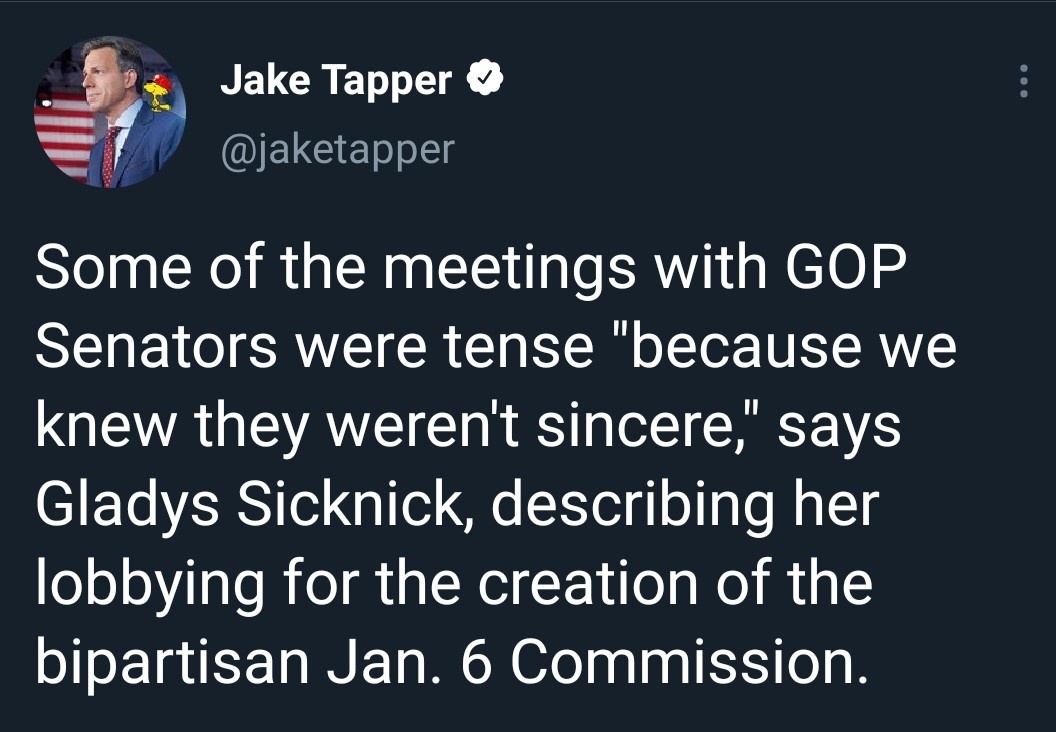 Jake Tapper
@jaketapper
Some of the meetings with GOP
Senators were tense "because we
knew they weren't sincere," says
Gladys Sicknick, describing her
lobbying for the creation of the
bipartisan Jan. 6 Commission.